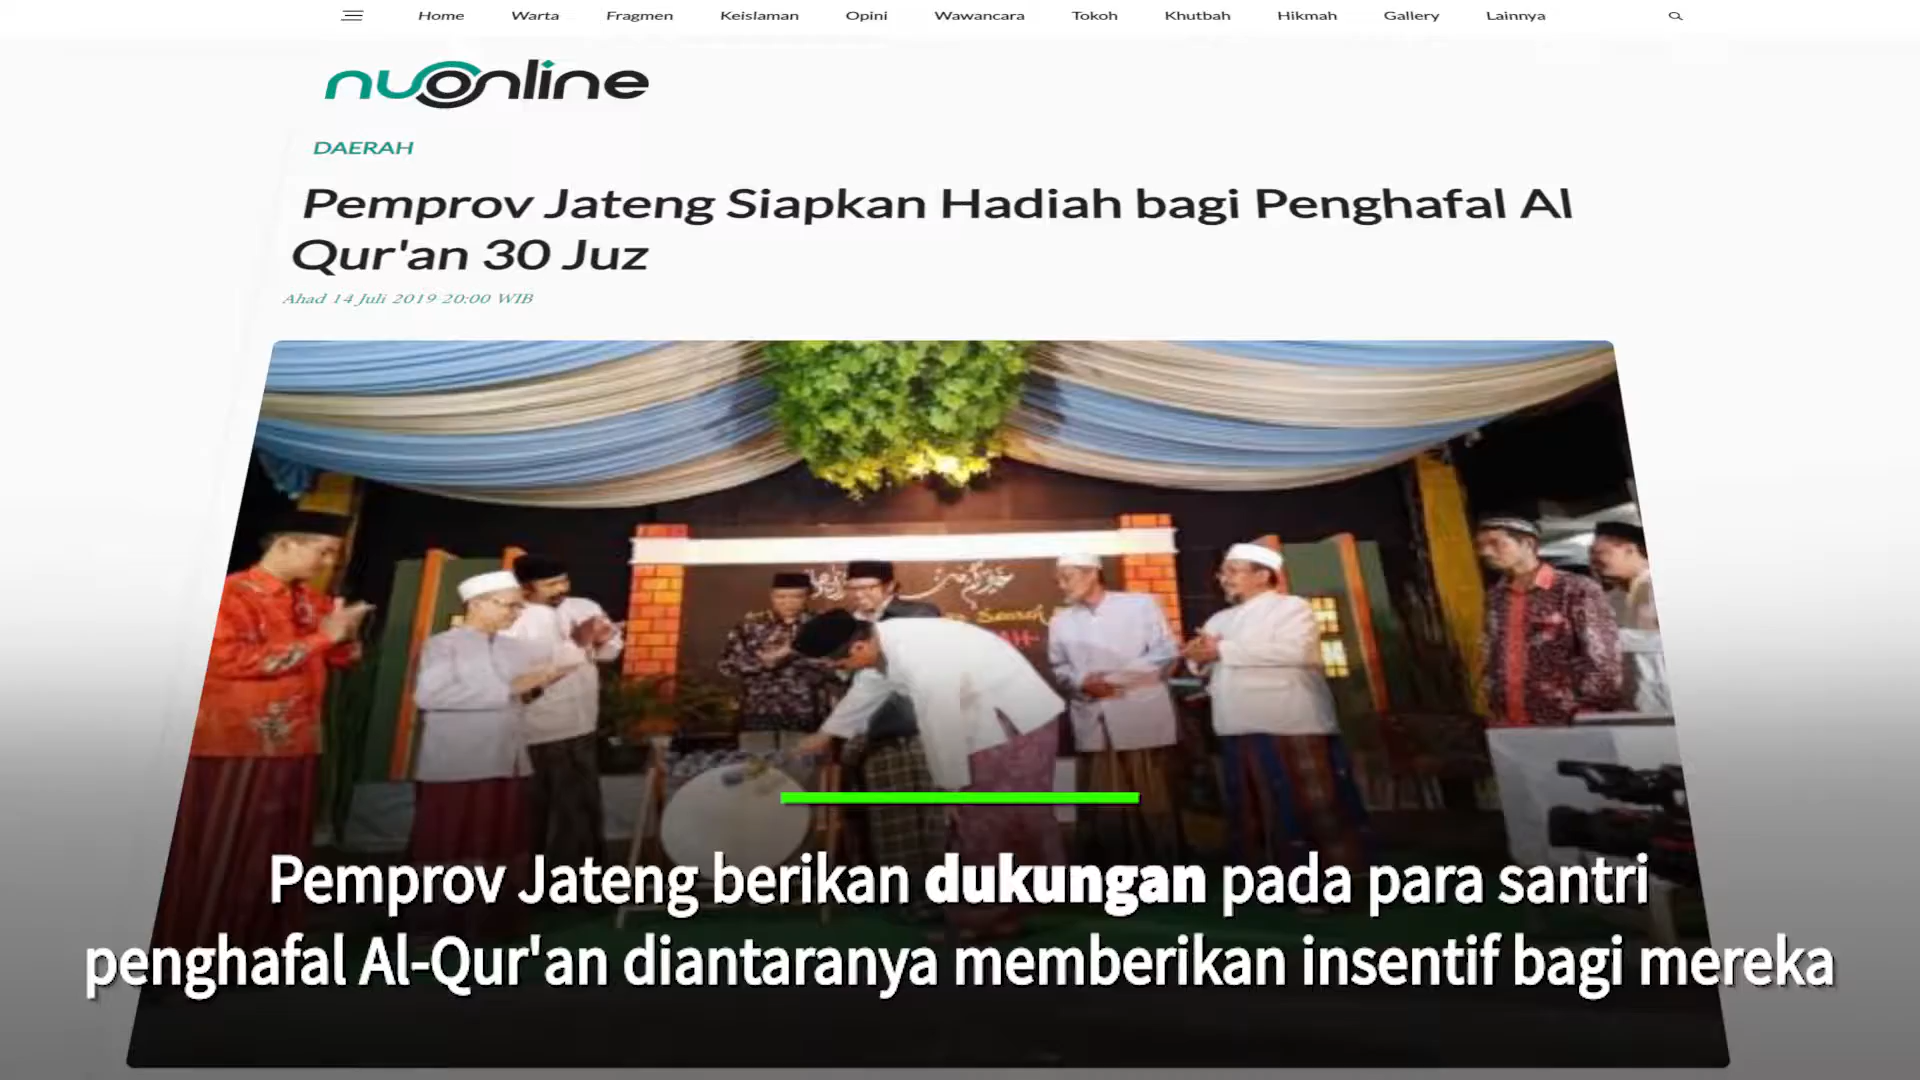 Home Warta Fragmen Keislaman Opini Wawancara Tokoh Khutbah Hikmah Gallery Lainnya
nuonline
DAERAH
Pemprov Jateng Siapkan Hadiah bagi Penghafal Al
Qur'an 30 Juz
Ahad 14 Juli 2019 20:00 WIB
Pemprov Jateng berikan dukungan pada para santri
penghafal Al-Qur'an diantaranya memberikan insentif bagi mereka